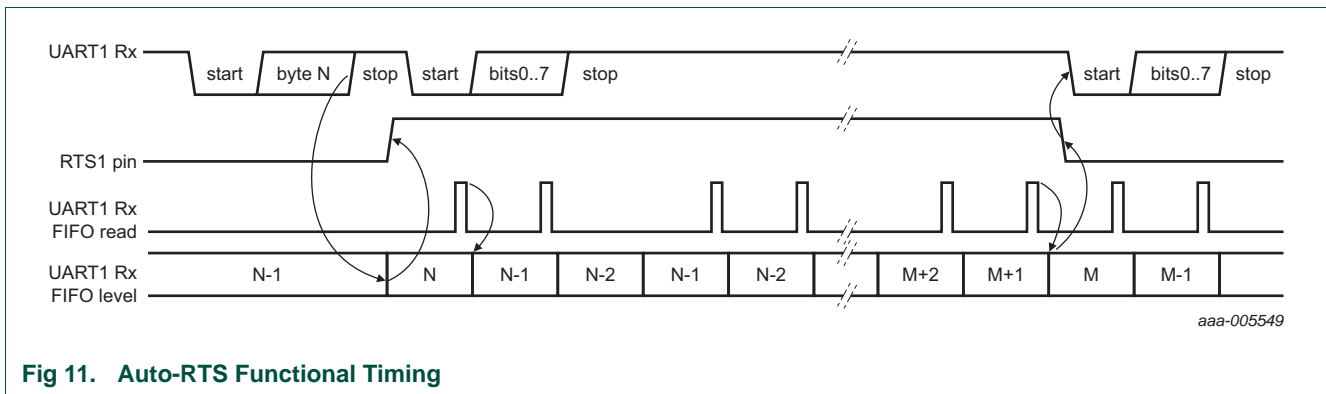 UART1 Rx
start byte N stop start bits0..7 stop start bits0..7 stop
RTS1 pin
UART1 Rx
FIFO read
UART1 Rx
FIFO level
N-1 N N-1 N-2 N-1 N-2 M+2 M+1 M M-1
aaa-005549
Fig 11. Auto-RTS Functional Timing